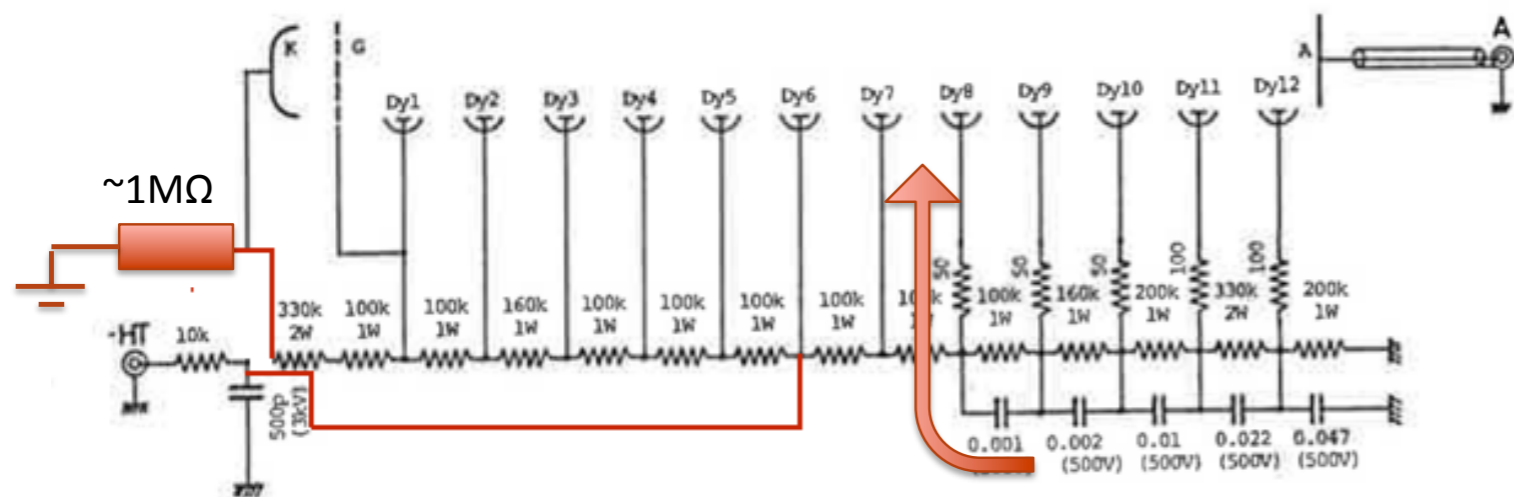 K G A A
Dy1 Dy2 Dy3 Dy4 Dy5 Dy6 Dy7 Dy8 Dy9 Dy10 Dy11 Dy12
~1MΩ
50 50 50 100 100
330k 100k 100k 160k 100k 100k 100k 100k 100k 160k 200k 330k 200k
2W 1W 1W 1W 1W 1W 1W 1W 1W 1W 1W 2W 1W
-HT 10k
500p
(3kV)
0.001 0.002 0.01 0.022 0.047
(500V) (500V) (500V) (500V)